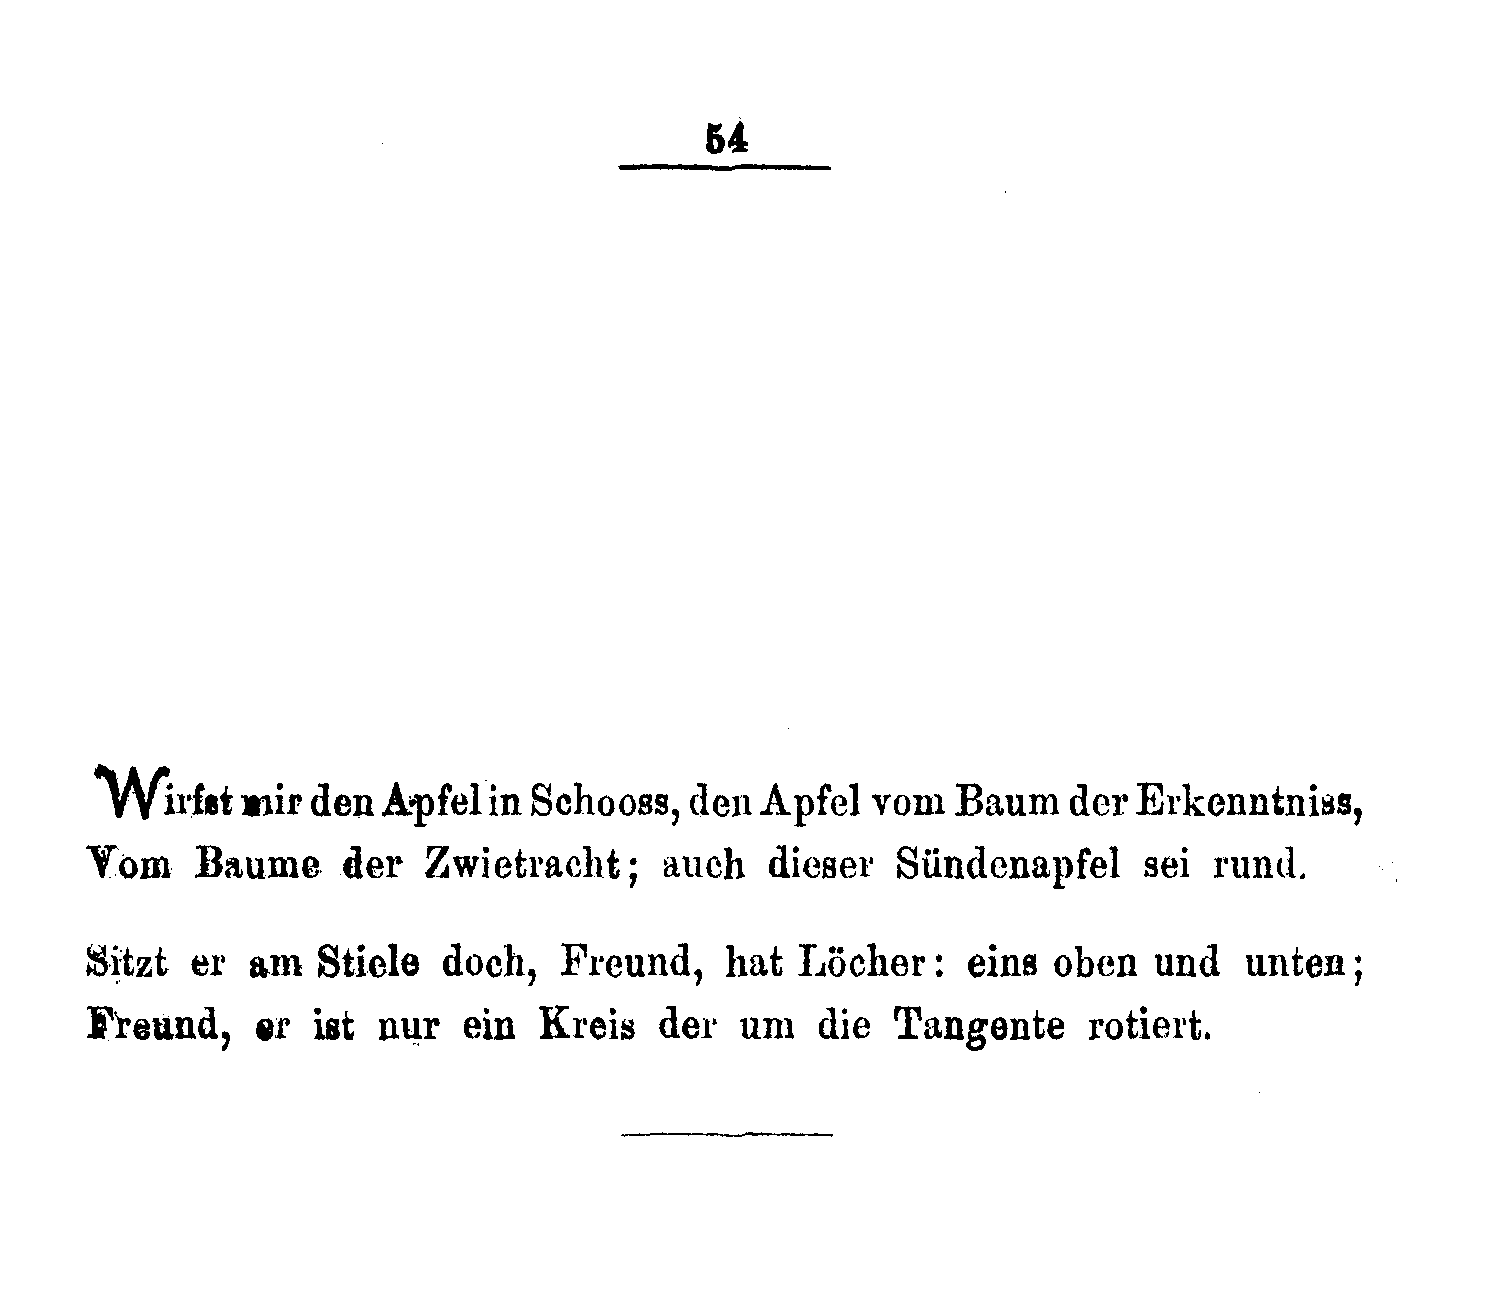 54
Wirfst mir den Apfel in Schooss, den Apfel vom Baum der Erkenntniss,
Vom Baume der Zwietracht; auch dieser Sündenapfel sei rund.
Sitzt er am Stiele doch, Freund, hat Löcher: eins oben und unten;
Freund, er ist nur ein Kreis der um die Tangente rotiert.